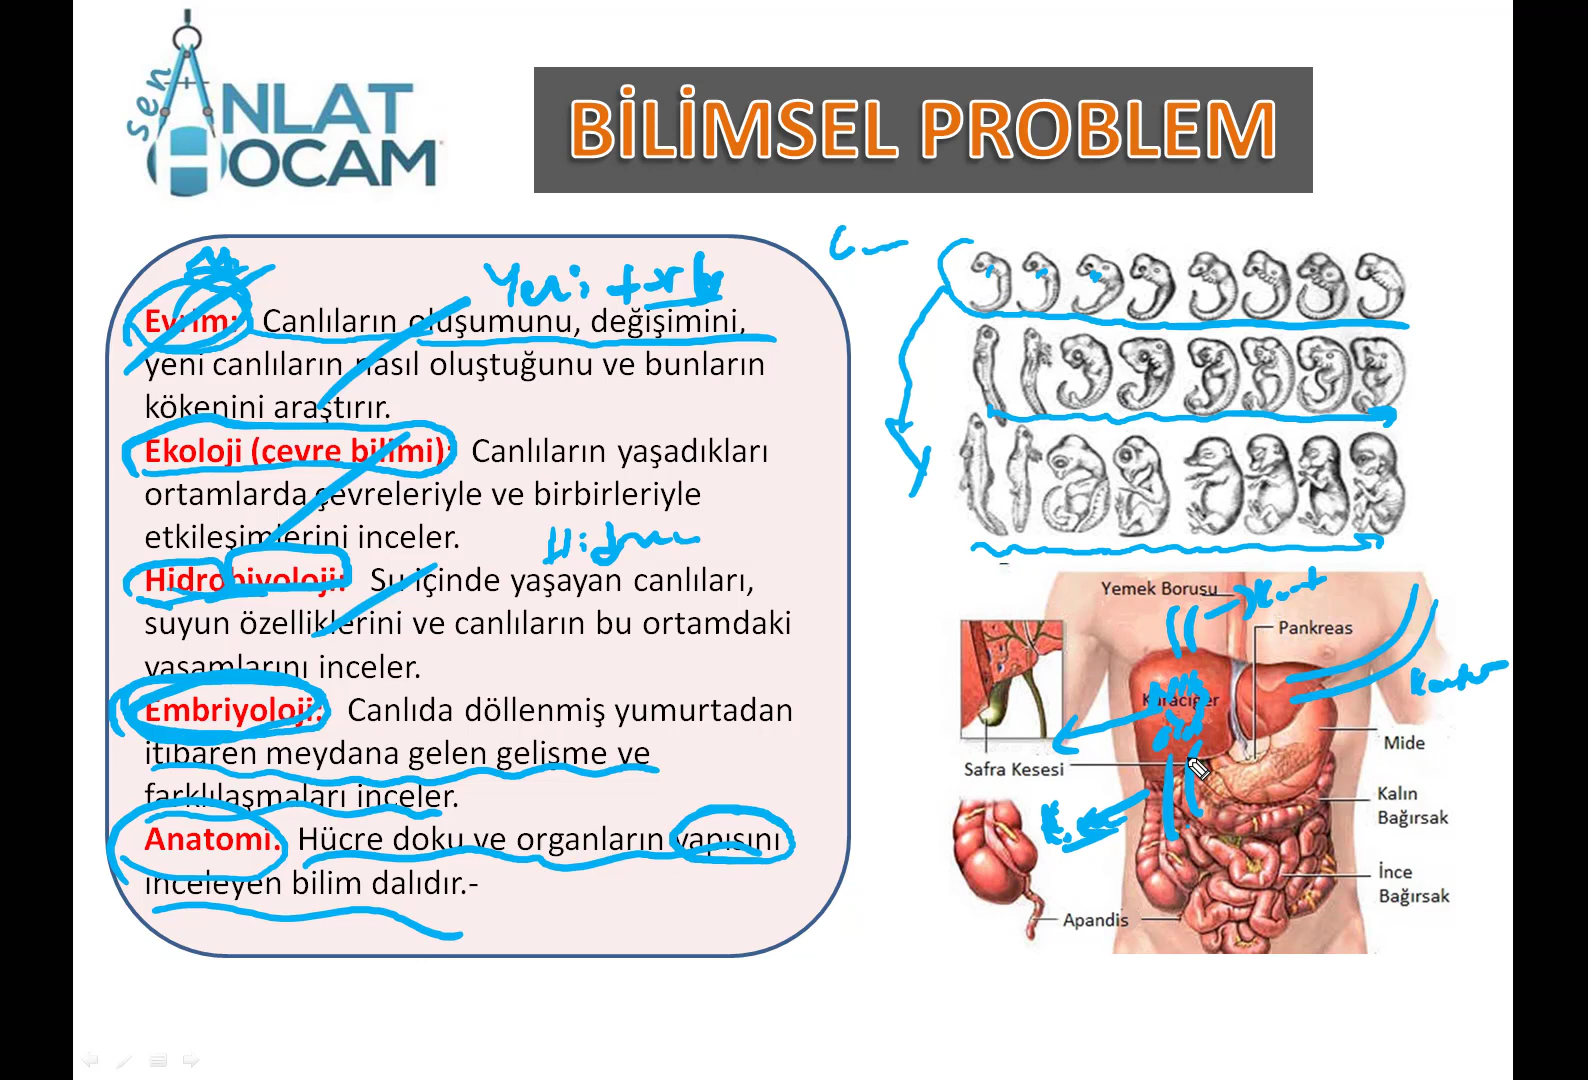 sen
ANLAT
HOCAM
BİLİMSEL PROBLEM
Evrim: Canlıların oluşumunu, değişimini,
yeni canlıların nasıl oluştuğunu ve bunların
kökenini araştırır.
Ekoloji (çevre bilimi): Canlıların yaşadıkları
ortamlarda çevreleriyle ve birbirleriyle
etkileşimlerini inceler.
Hidrobiyoloji: Su içinde yaşayan canlıları,
suyun özelliklerini ve canlıların bu ortamdaki
yaşamlarını inceler.
Embriyoloji: Canlıda döllenmiş yumurtadan
itibaren meydana gelen gelişme ve
farklılaşmaları inceler.
Anatomi: Hücre doku ve organların yapısını
inceleyen bilim dalıdır.-
Yeni
Yemek Borusu
Pankreas
Karaciğer
Mide
Safra Kesesi
Kalın
Bağırsak
İnce
Bağırsak
Apandis